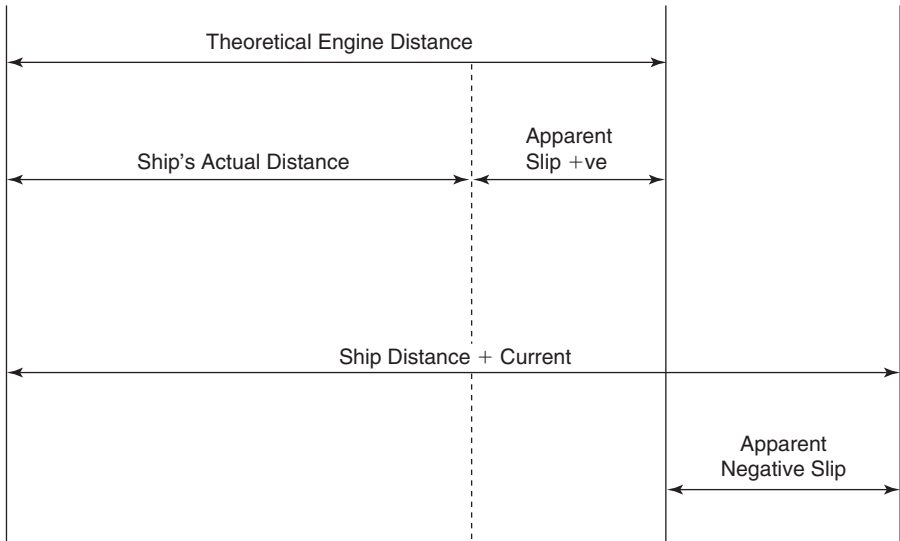 Theoretical Engine Distance
Apparent
Slip +ve
Ship's Actual Distance
Ship Distance + Current
Apparent
Negative Slip